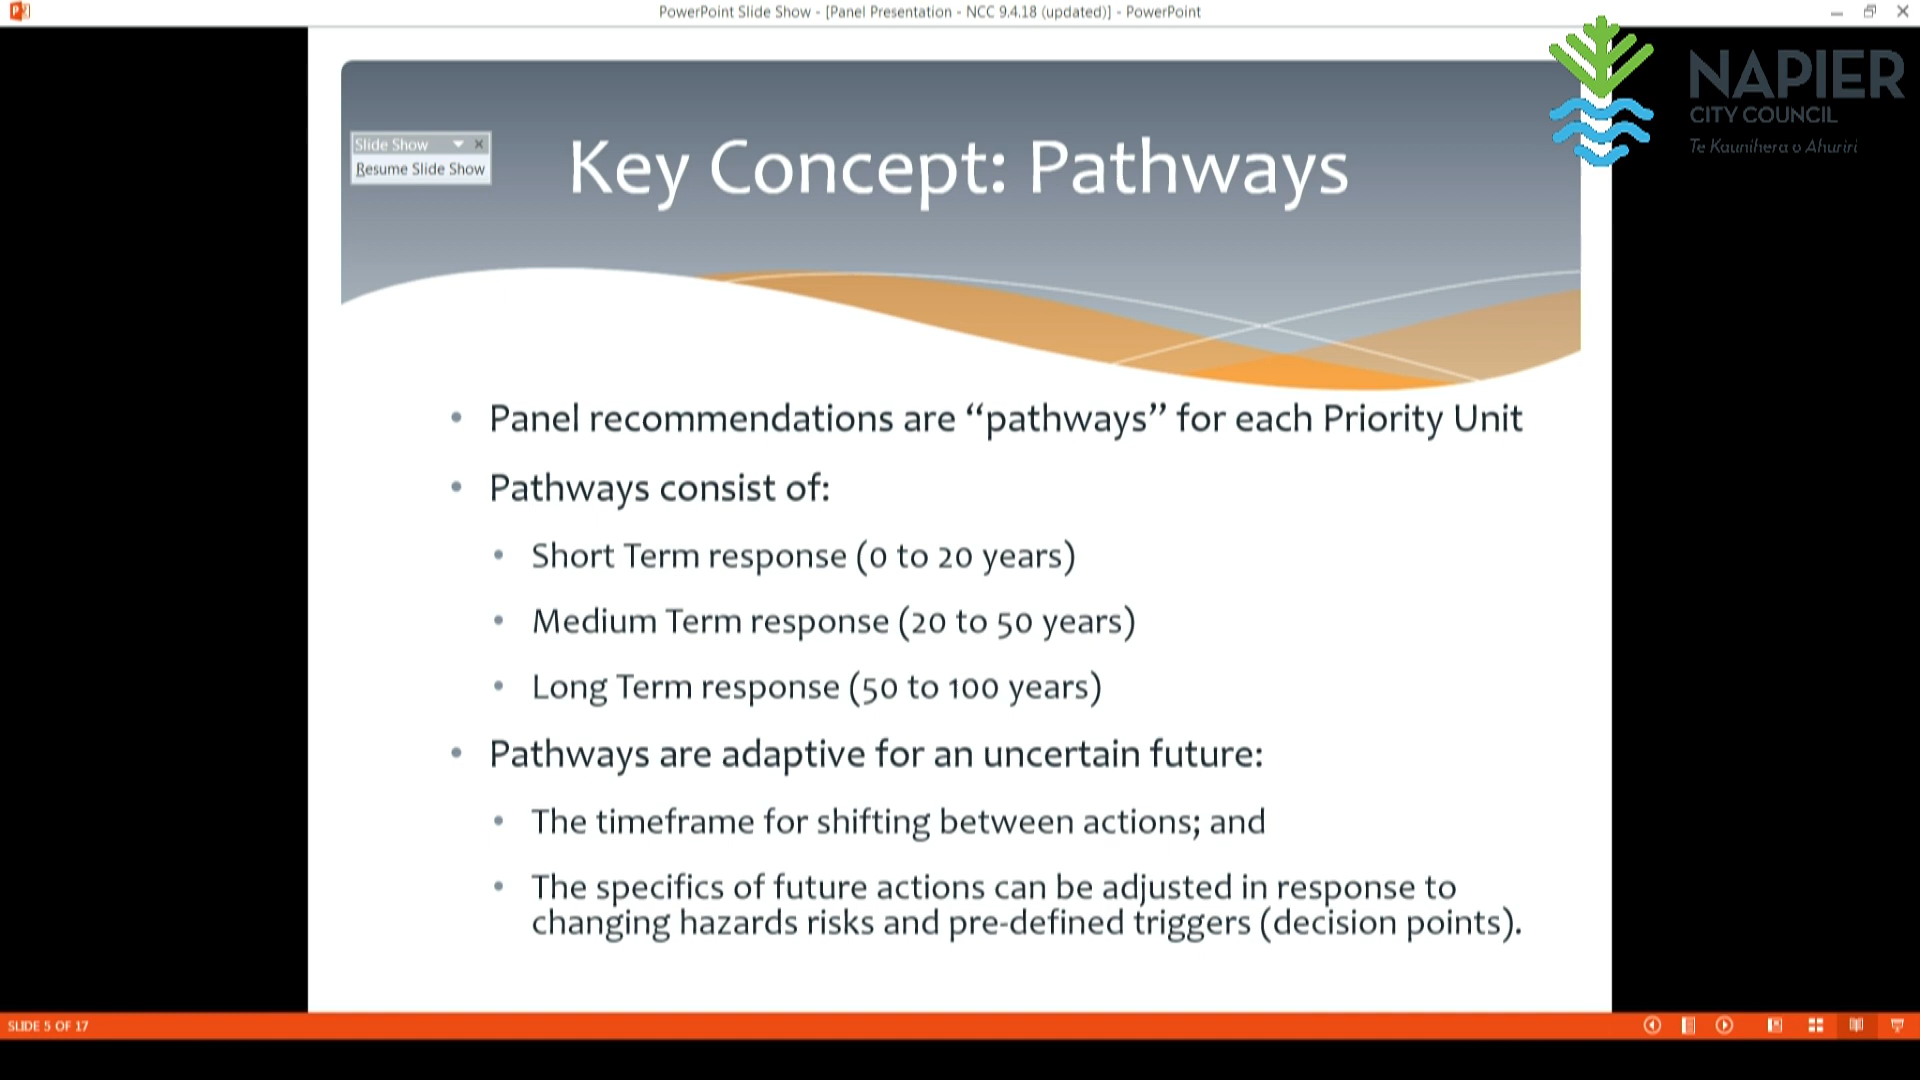 PowerPoint Slide Show - [Panel Presentation - NCC 9.4.18 (updated)] - PowerPoint
NAPIER
CITY COUNCIL
Te Kaunihera o Ahuriri
Slide Show
Resume Slide Show
Key Concept: Pathways
• Panel recommendations are “pathways” for each Priority Unit
• Pathways consist of:
• Short Term response (0 to 20 years)
• Medium Term response (20 to 50 years)
• Long Term response (50 to 100 years)
• Pathways are adaptive for an uncertain future:
• The timeframe for shifting between actions; and
• The specifics of future actions can be adjusted in response to
changing hazards risks and pre-defined triggers (decision points).
SLIDE 5 OF 17